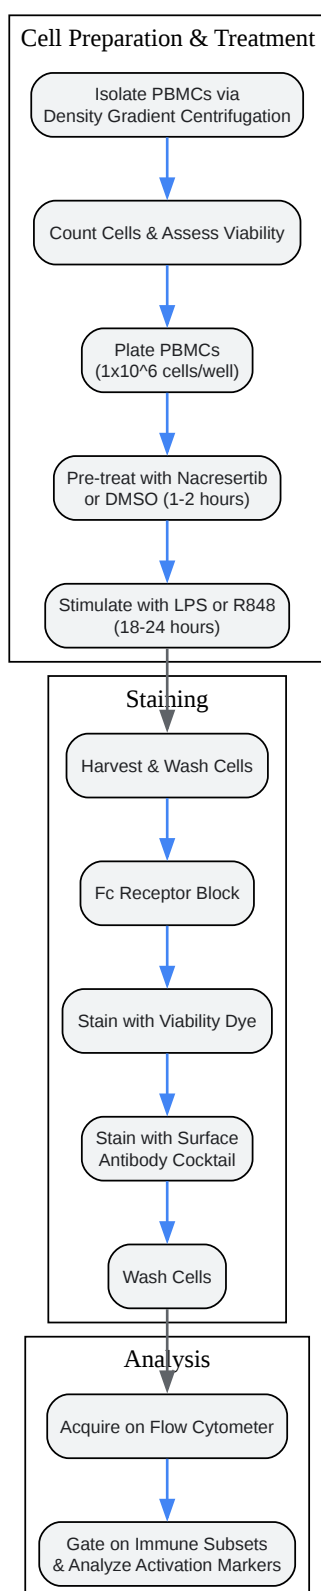 Cell Preparation & Treatment
Isolate PBMCs via
Density Gradient Centrifugation
Count Cells & Assess Viability
Plate PBMCs
(1x10^6 cells/well)
Pre-treat with Nacresertib
or DMSO (1-2 hours)
Stimulate with LPS or R848
(18-24 hours)
Staining
Harvest & Wash Cells
Fc Receptor Block
Stain with Viability Dye
Stain with Surface
Antibody Cocktail
Wash Cells
Analysis
Acquire on Flow Cytometer
Gate on Immune Subsets
& Analyze Activation Markers